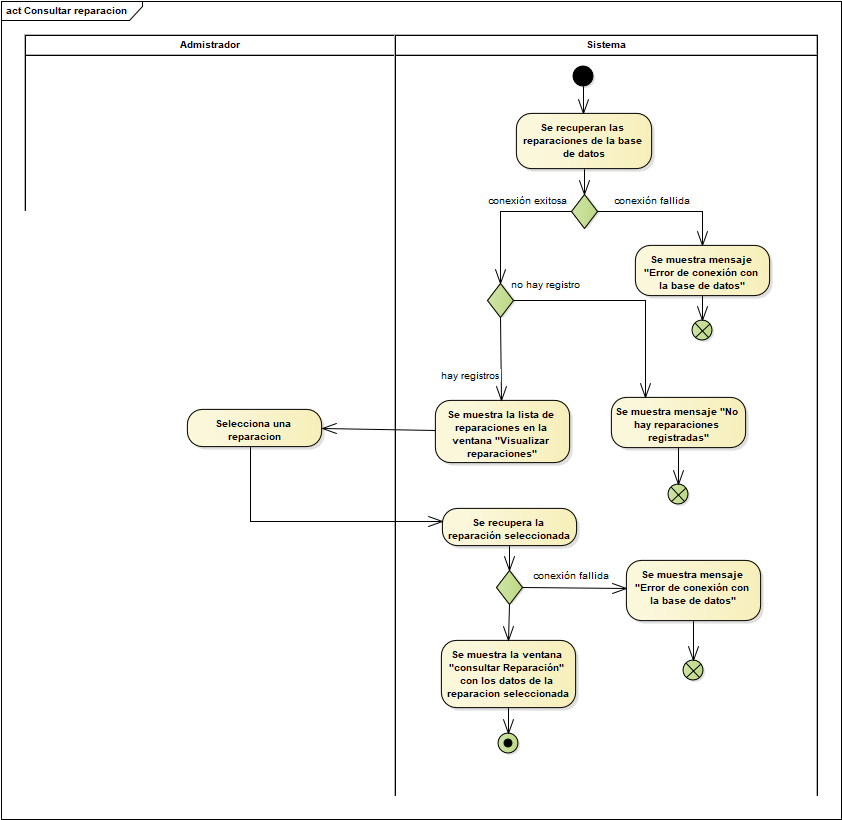 act Consultar reparacion
Admistrador
Sistema
Se recuperan las
reparaciones de la base
de datos
conexión exitosa
conexión fallida
Se muestra mensaje
"Error de conexión con
la base de datos"
no hay registro
hay registros
Selecciona una
reparacion
Se muestra la lista de
reparaciones en la
ventana "Visualizar
reparaciones"
Se muestra mensaje "No
hay reparaciones
registradas"
Se recupera la
reparación seleccionada
conexión fallida
Se muestra mensaje
"Error de conexión con
la base de datos"
Se muestra la ventana
"consultar Reparación"
con los datos de la
reparacion seleccionada